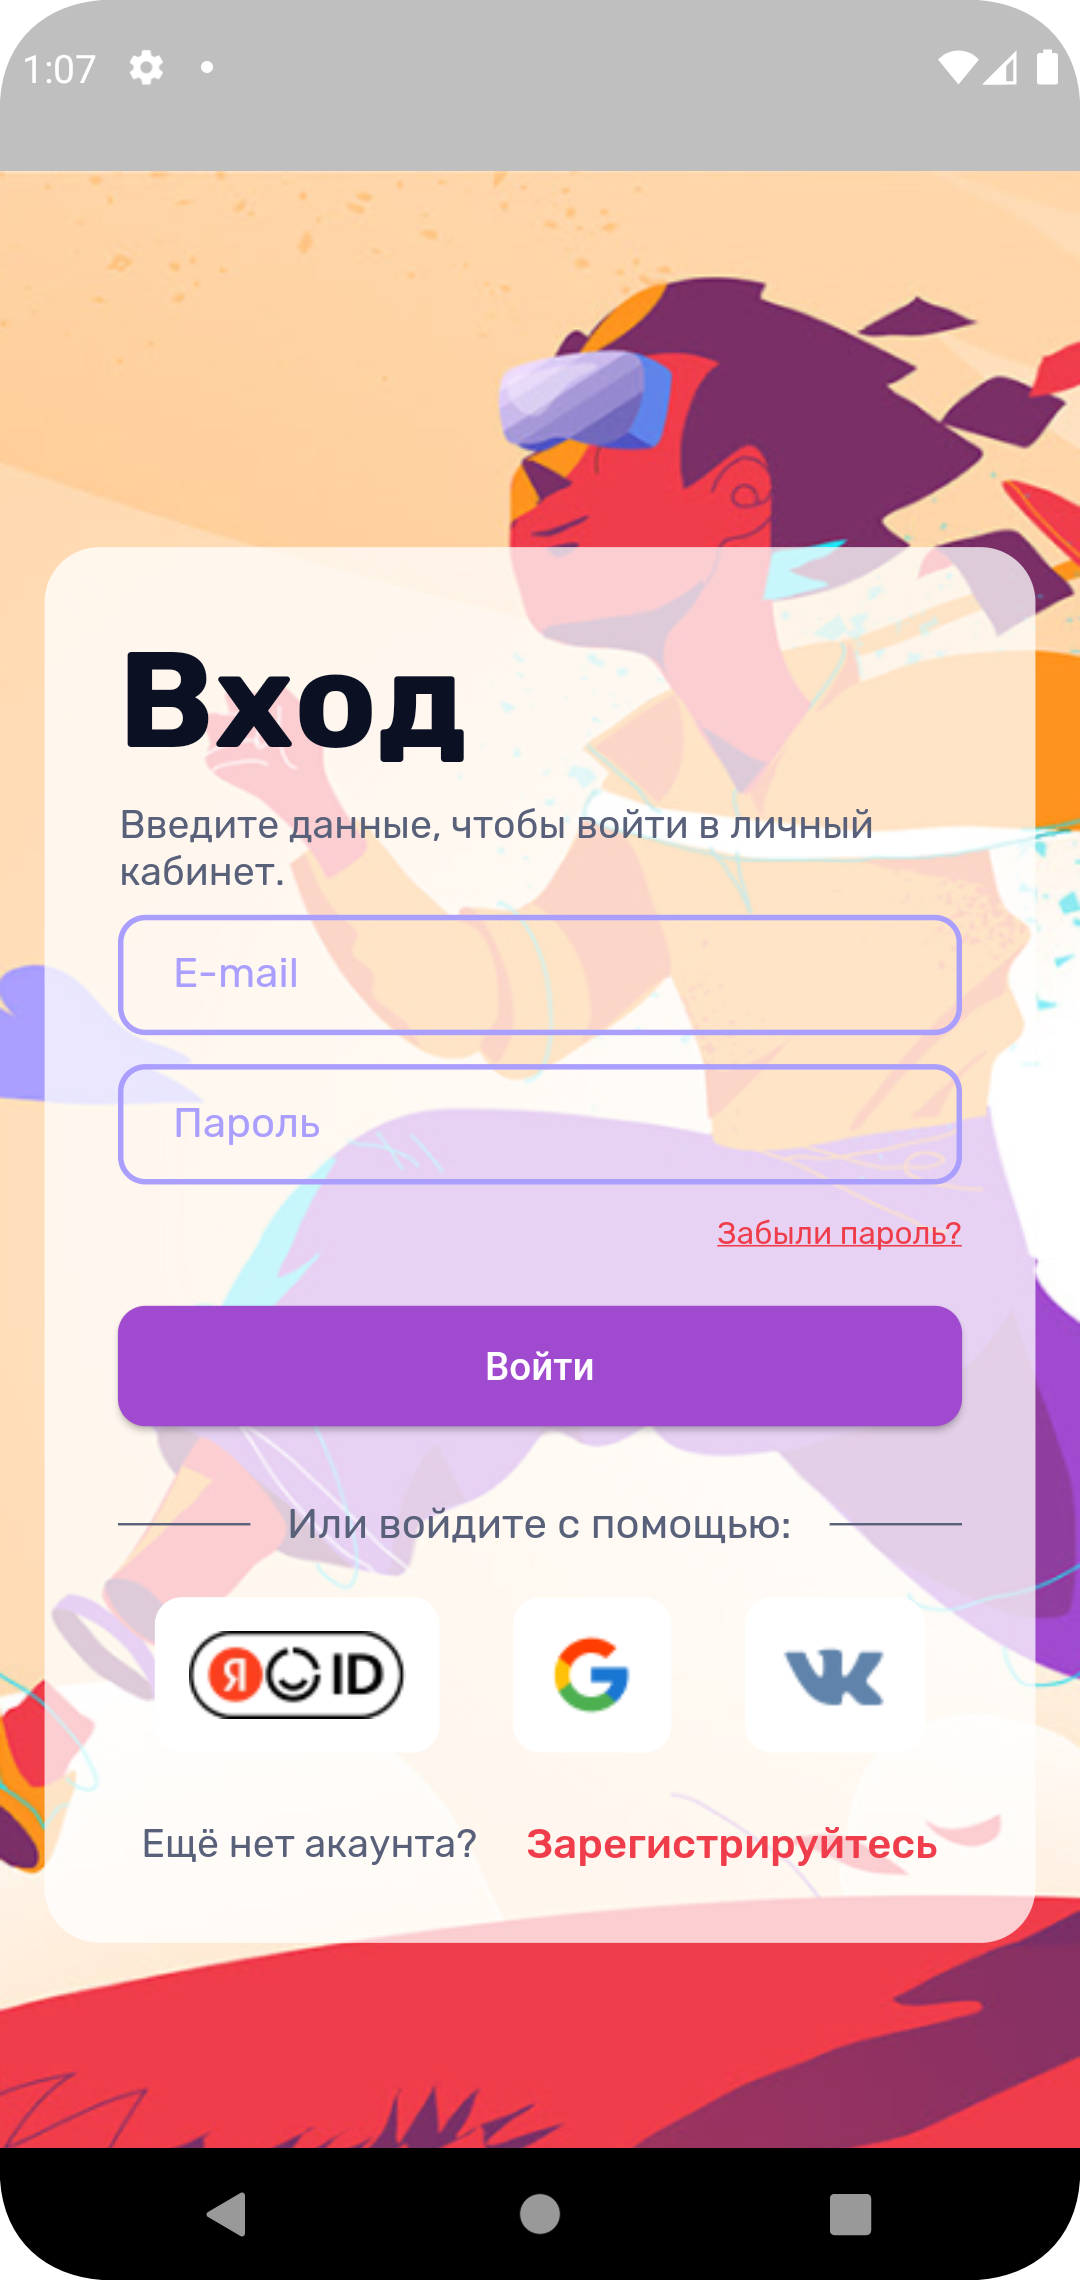 1:07
Вход
Введите данные, чтобы войти в личный
кабинет.
E-mail
Пароль
Забыли пароль?
Войти
Или войдите с помощью:
Я ID
G
VK
Ещё нет акаунта? Зарегистрируйтесь